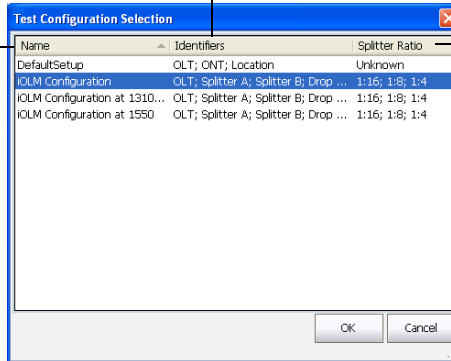 Test Configuration Selection
Name Identifiers Splitter Ratio
DefaultSetup OLT; ONT; Location Unknown
iOLM Configuration OLT; Splitter A; Splitter B; Drop ... 1:16; 1:8; 1:4
iOLM Configuration at 1310... OLT; Splitter A; Splitter B; Drop ... 1:16; 1:8; 1:4
iOLM Configuration at 1550 OLT; Splitter A; Splitter B; Drop ... 1:16; 1:8; 1:4
OK Cancel